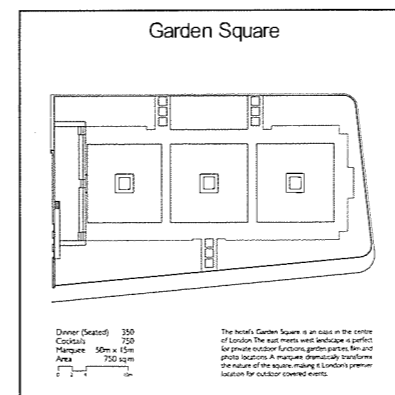 Garden Square
Dinner (Seated) 350
Cocktails 750
Marquee 50m x 15m
Area 750 sqm
0 2 4 10m
The hotel's Garden Square is an oasis in the centre
of London. The east meets west landscape is perfect
for private outdoor functions, garden parties, film and
photo locations. A marquee dramatically transforms
the nature of the square, making it London's premier
location for outdoor covered events.